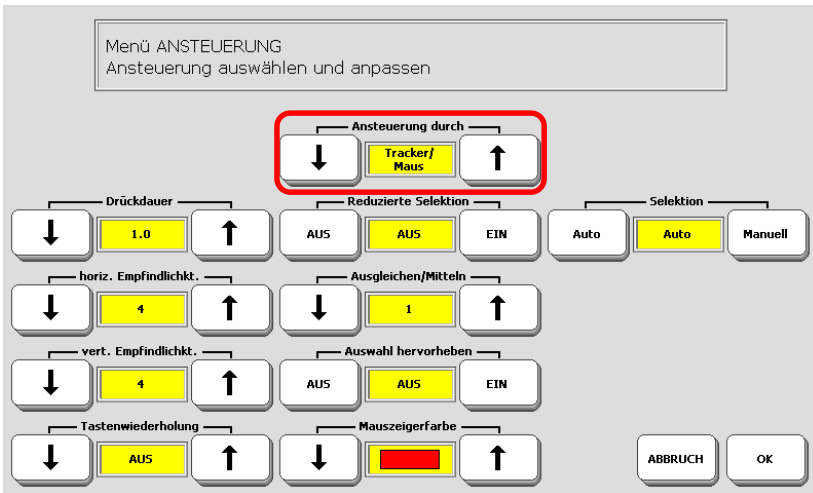 Menü ANSTEUERUNG
Ansteuerung auswählen und anpassen
Ansteuerung durch
Tracker/
Maus
Drückdauer
1.0
Reduzierte Selektion
AUS
AUS
EIN
Selektion
Auto
Auto
Manuell
horiz. Empfindlichkt.
4
Ausgleichen/Mitteln
1
vert. Empfindlichkt.
4
Auswahl hervorheben
AUS
AUS
EIN
Tastenwiederholung
AUS
Mauszeigerfarbe
ABBRUCH
OK